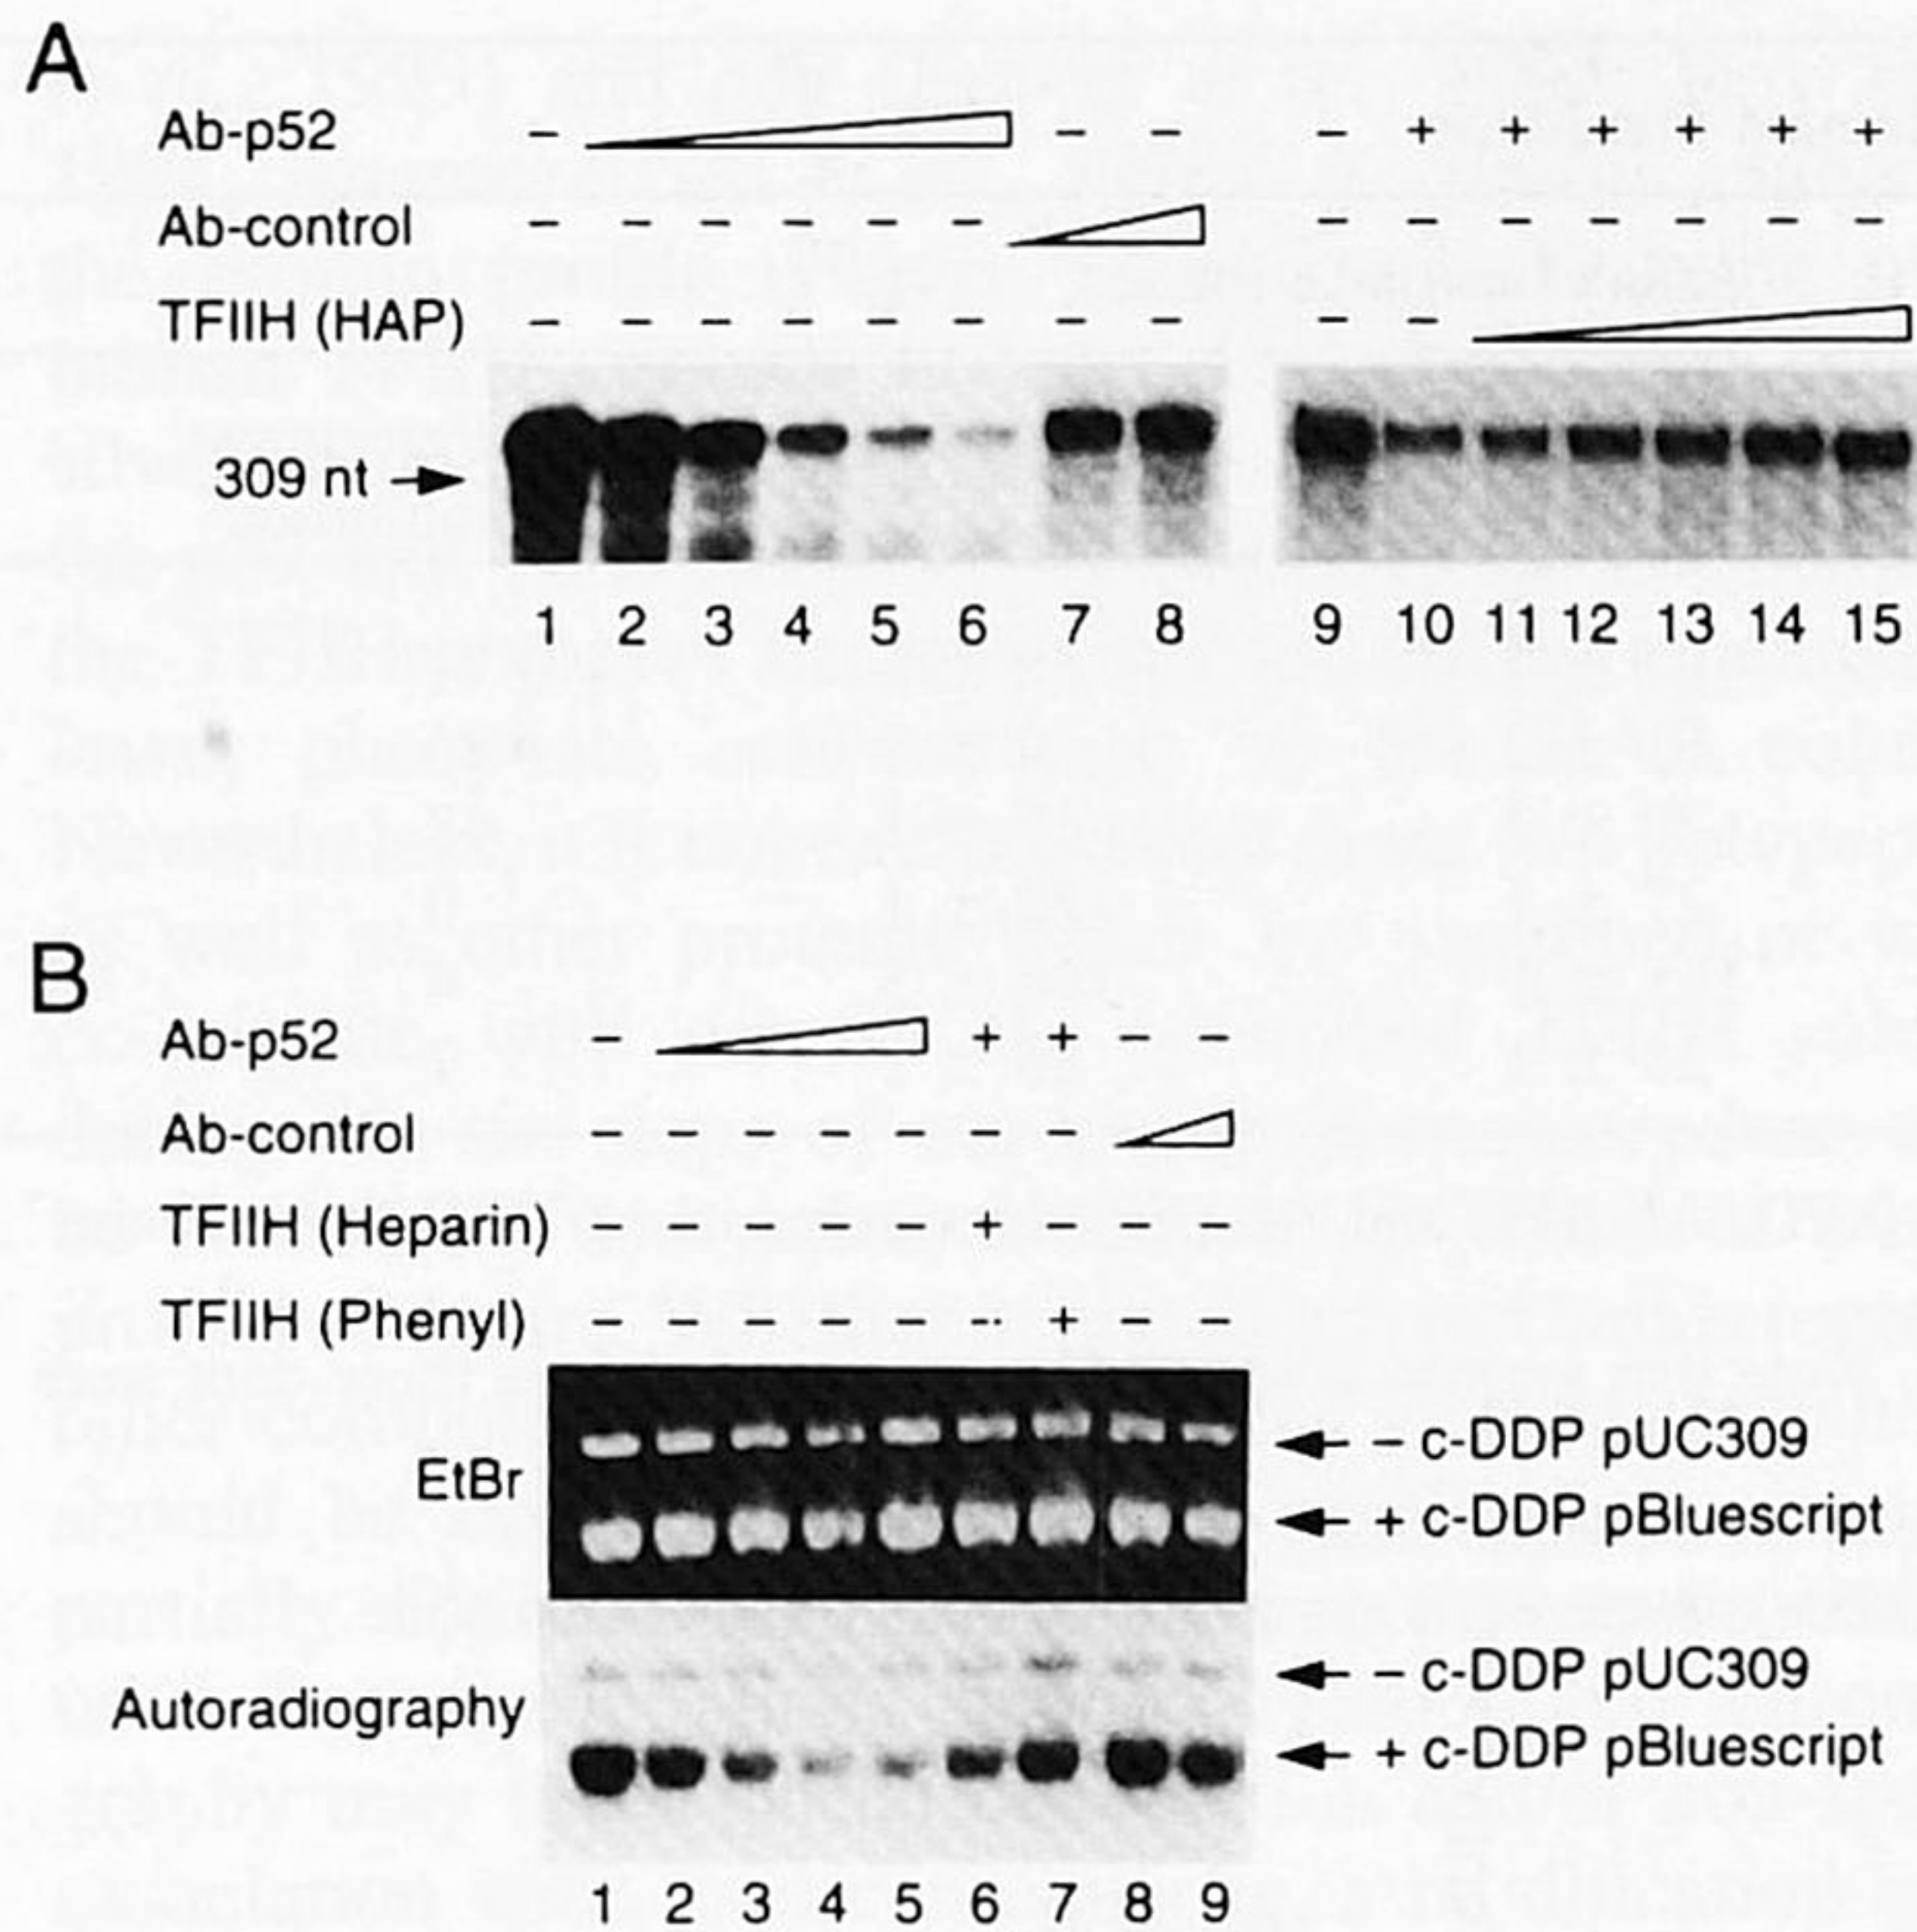 A
Ab-p52 – – – – + + + + + +
Ab-control – – – – – – – – – – – – –
TFIIH (HAP) – – – – – – – – – –
309 nt
1 2 3 4 5 6 7 8 9 10 11 12 13 14 15
B
Ab-p52 – + + – –
Ab-control – – – – – – –
TFIIH (Heparin) – – – – – + – – –
TFIIH (Phenyl) – – – – – – + – –
EtBr
– c-DDP pUC309
+ c-DDP pBluescript
Autoradiography
– c-DDP pUC309
+ c-DDP pBluescript
1 2 3 4 5 6 7 8 9